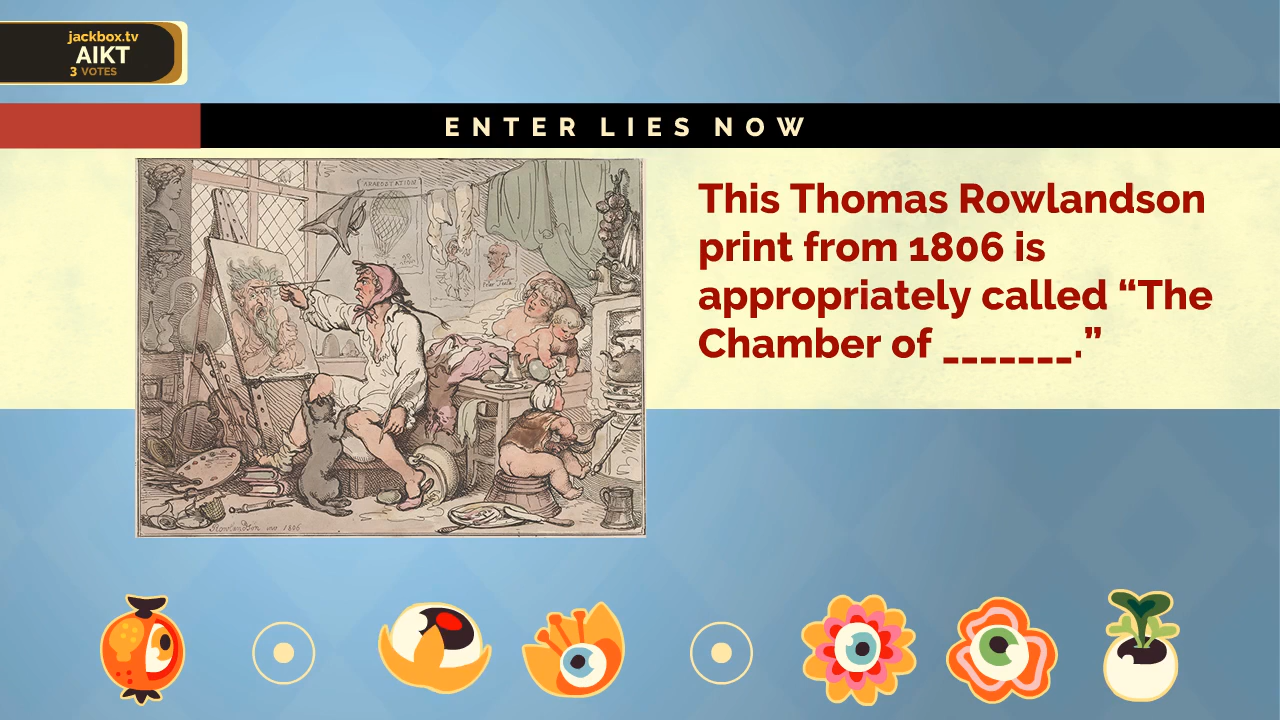 jackbox.tv
AIKT
3 VOTES
ENTER LIES NOW
This Thomas Rowlandson
print from 1806 is
appropriately called “The
Chamber of _______.”
Rowlandson 1806